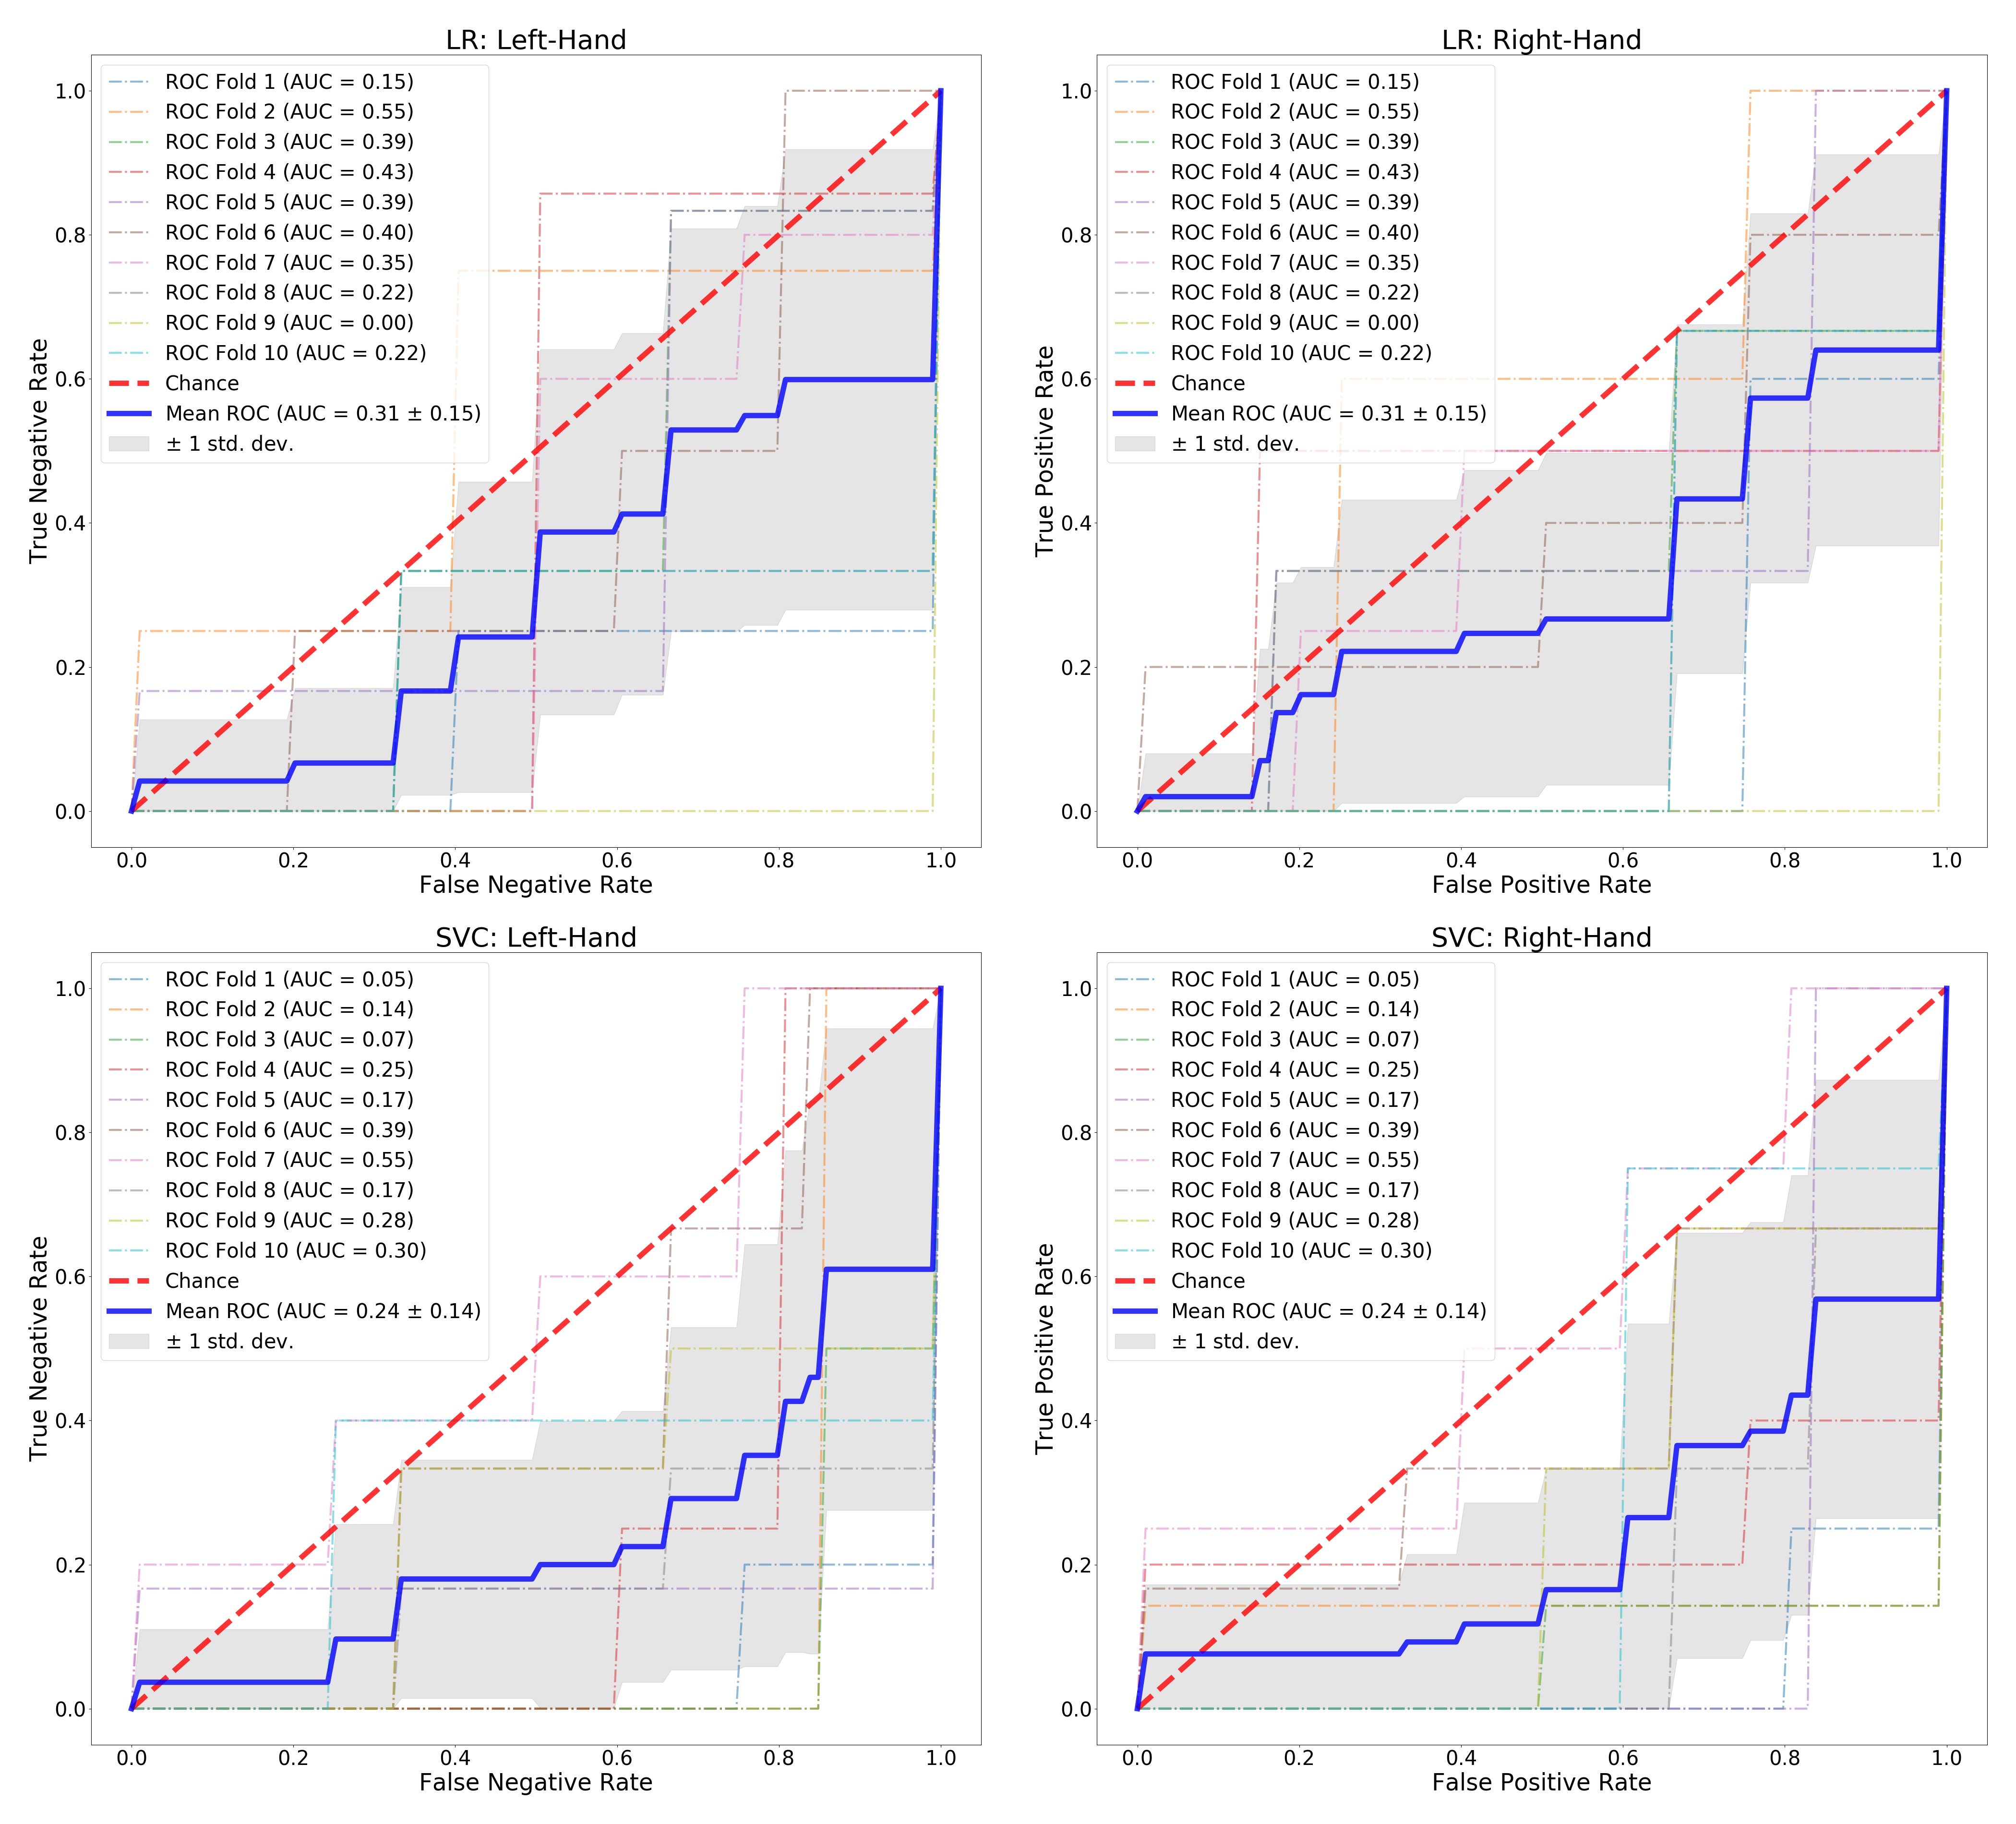 LR: Left-Hand
ROC Fold 1 (AUC = 0.15)
ROC Fold 2 (AUC = 0.55)
ROC Fold 3 (AUC = 0.39)
ROC Fold 4 (AUC = 0.43)
ROC Fold 5 (AUC = 0.39)
ROC Fold 6 (AUC = 0.40)
ROC Fold 7 (AUC = 0.35)
ROC Fold 8 (AUC = 0.22)
ROC Fold 9 (AUC = 0.00)
ROC Fold 10 (AUC = 0.22)
Chance
Mean ROC (AUC = 0.31 ± 0.15)
± 1 std. dev.
True Negative Rate
1.0
0.8
0.6
0.4
0.2
0.0
0.0 0.2 0.4 0.6 0.8 1.0
False Negative Rate
LR: Right-Hand
ROC Fold 1 (AUC = 0.15)
ROC Fold 2 (AUC = 0.55)
ROC Fold 3 (AUC = 0.39)
ROC Fold 4 (AUC = 0.43)
ROC Fold 5 (AUC = 0.39)
ROC Fold 6 (AUC = 0.40)
ROC Fold 7 (AUC = 0.35)
ROC Fold 8 (AUC = 0.22)
ROC Fold 9 (AUC = 0.00)
ROC Fold 10 (AUC = 0.22)
Chance
Mean ROC (AUC = 0.31 ± 0.15)
± 1 std. dev.
True Positive Rate
1.0
0.8
0.6
0.4
0.2
0.0
0.0 0.2 0.4 0.6 0.8 1.0
False Positive Rate
SVC: Left-Hand
ROC Fold 1 (AUC = 0.05)
ROC Fold 2 (AUC = 0.14)
ROC Fold 3 (AUC = 0.07)
ROC Fold 4 (AUC = 0.25)
ROC Fold 5 (AUC = 0.17)
ROC Fold 6 (AUC = 0.39)
ROC Fold 7 (AUC = 0.55)
ROC Fold 8 (AUC = 0.17)
ROC Fold 9 (AUC = 0.28)
ROC Fold 10 (AUC = 0.30)
Chance
Mean ROC (AUC = 0.24 ± 0.14)
± 1 std. dev.
True Negative Rate
1.0
0.8
0.6
0.4
0.2
0.0
0.0 0.2 0.4 0.6 0.8 1.0
False Negative Rate
SVC: Right-Hand
ROC Fold 1 (AUC = 0.05)
ROC Fold 2 (AUC = 0.14)
ROC Fold 3 (AUC = 0.07)
ROC Fold 4 (AUC = 0.25)
ROC Fold 5 (AUC = 0.17)
ROC Fold 6 (AUC = 0.39)
ROC Fold 7 (AUC = 0.55)
ROC Fold 8 (AUC = 0.17)
ROC Fold 9 (AUC = 0.28)
ROC Fold 10 (AUC = 0.30)
Chance
Mean ROC (AUC = 0.24 ± 0.14)
± 1 std. dev.
True Positive Rate
1.0
0.8
0.6
0.4
0.2
0.0
0.0 0.2 0.4 0.6 0.8 1.0
False Positive Rate